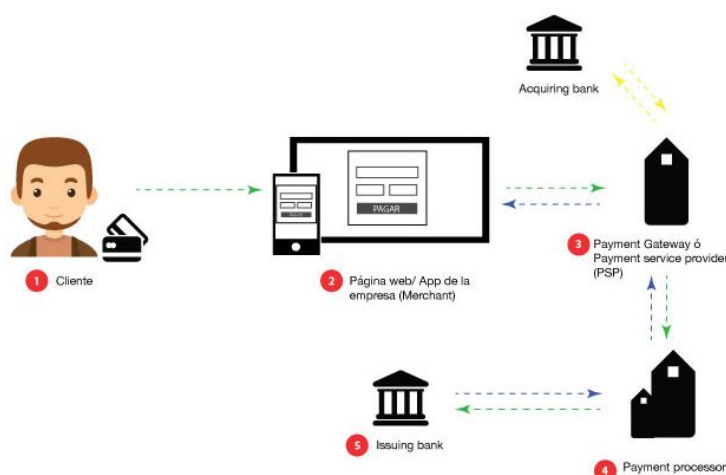 Acquiring bank
PAGAR
PAGAR
1 Cliente
2 Página web/ App de la
empresa (Merchant)
3 Payment Gateway ó
Payment service provider
(PSP)
5 Issuing bank
4 Payment processor